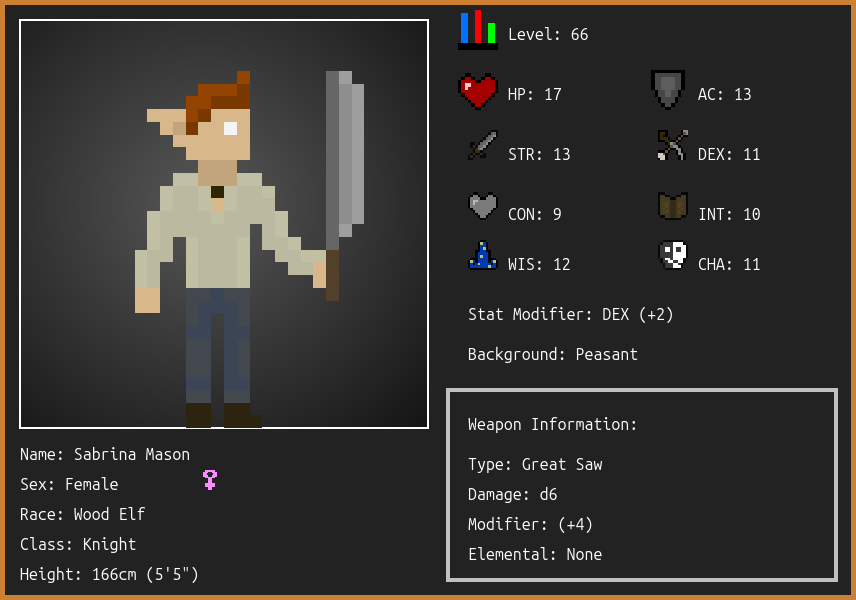 Level: 66
HP: 17
AC: 13
STR: 13
DEX: 11
CON: 9
INT: 10
WIS: 12
CHA: 11
Stat Modifier: DEX (+2)
Background: Peasant
Weapon Information:
Type: Great Saw
Damage: d6
Modifier: (+4)
Elemental: None
Name: Sabrina Mason
Sex: Female
Race: Wood Elf
Class: Knight
Height: 166cm (5'5")